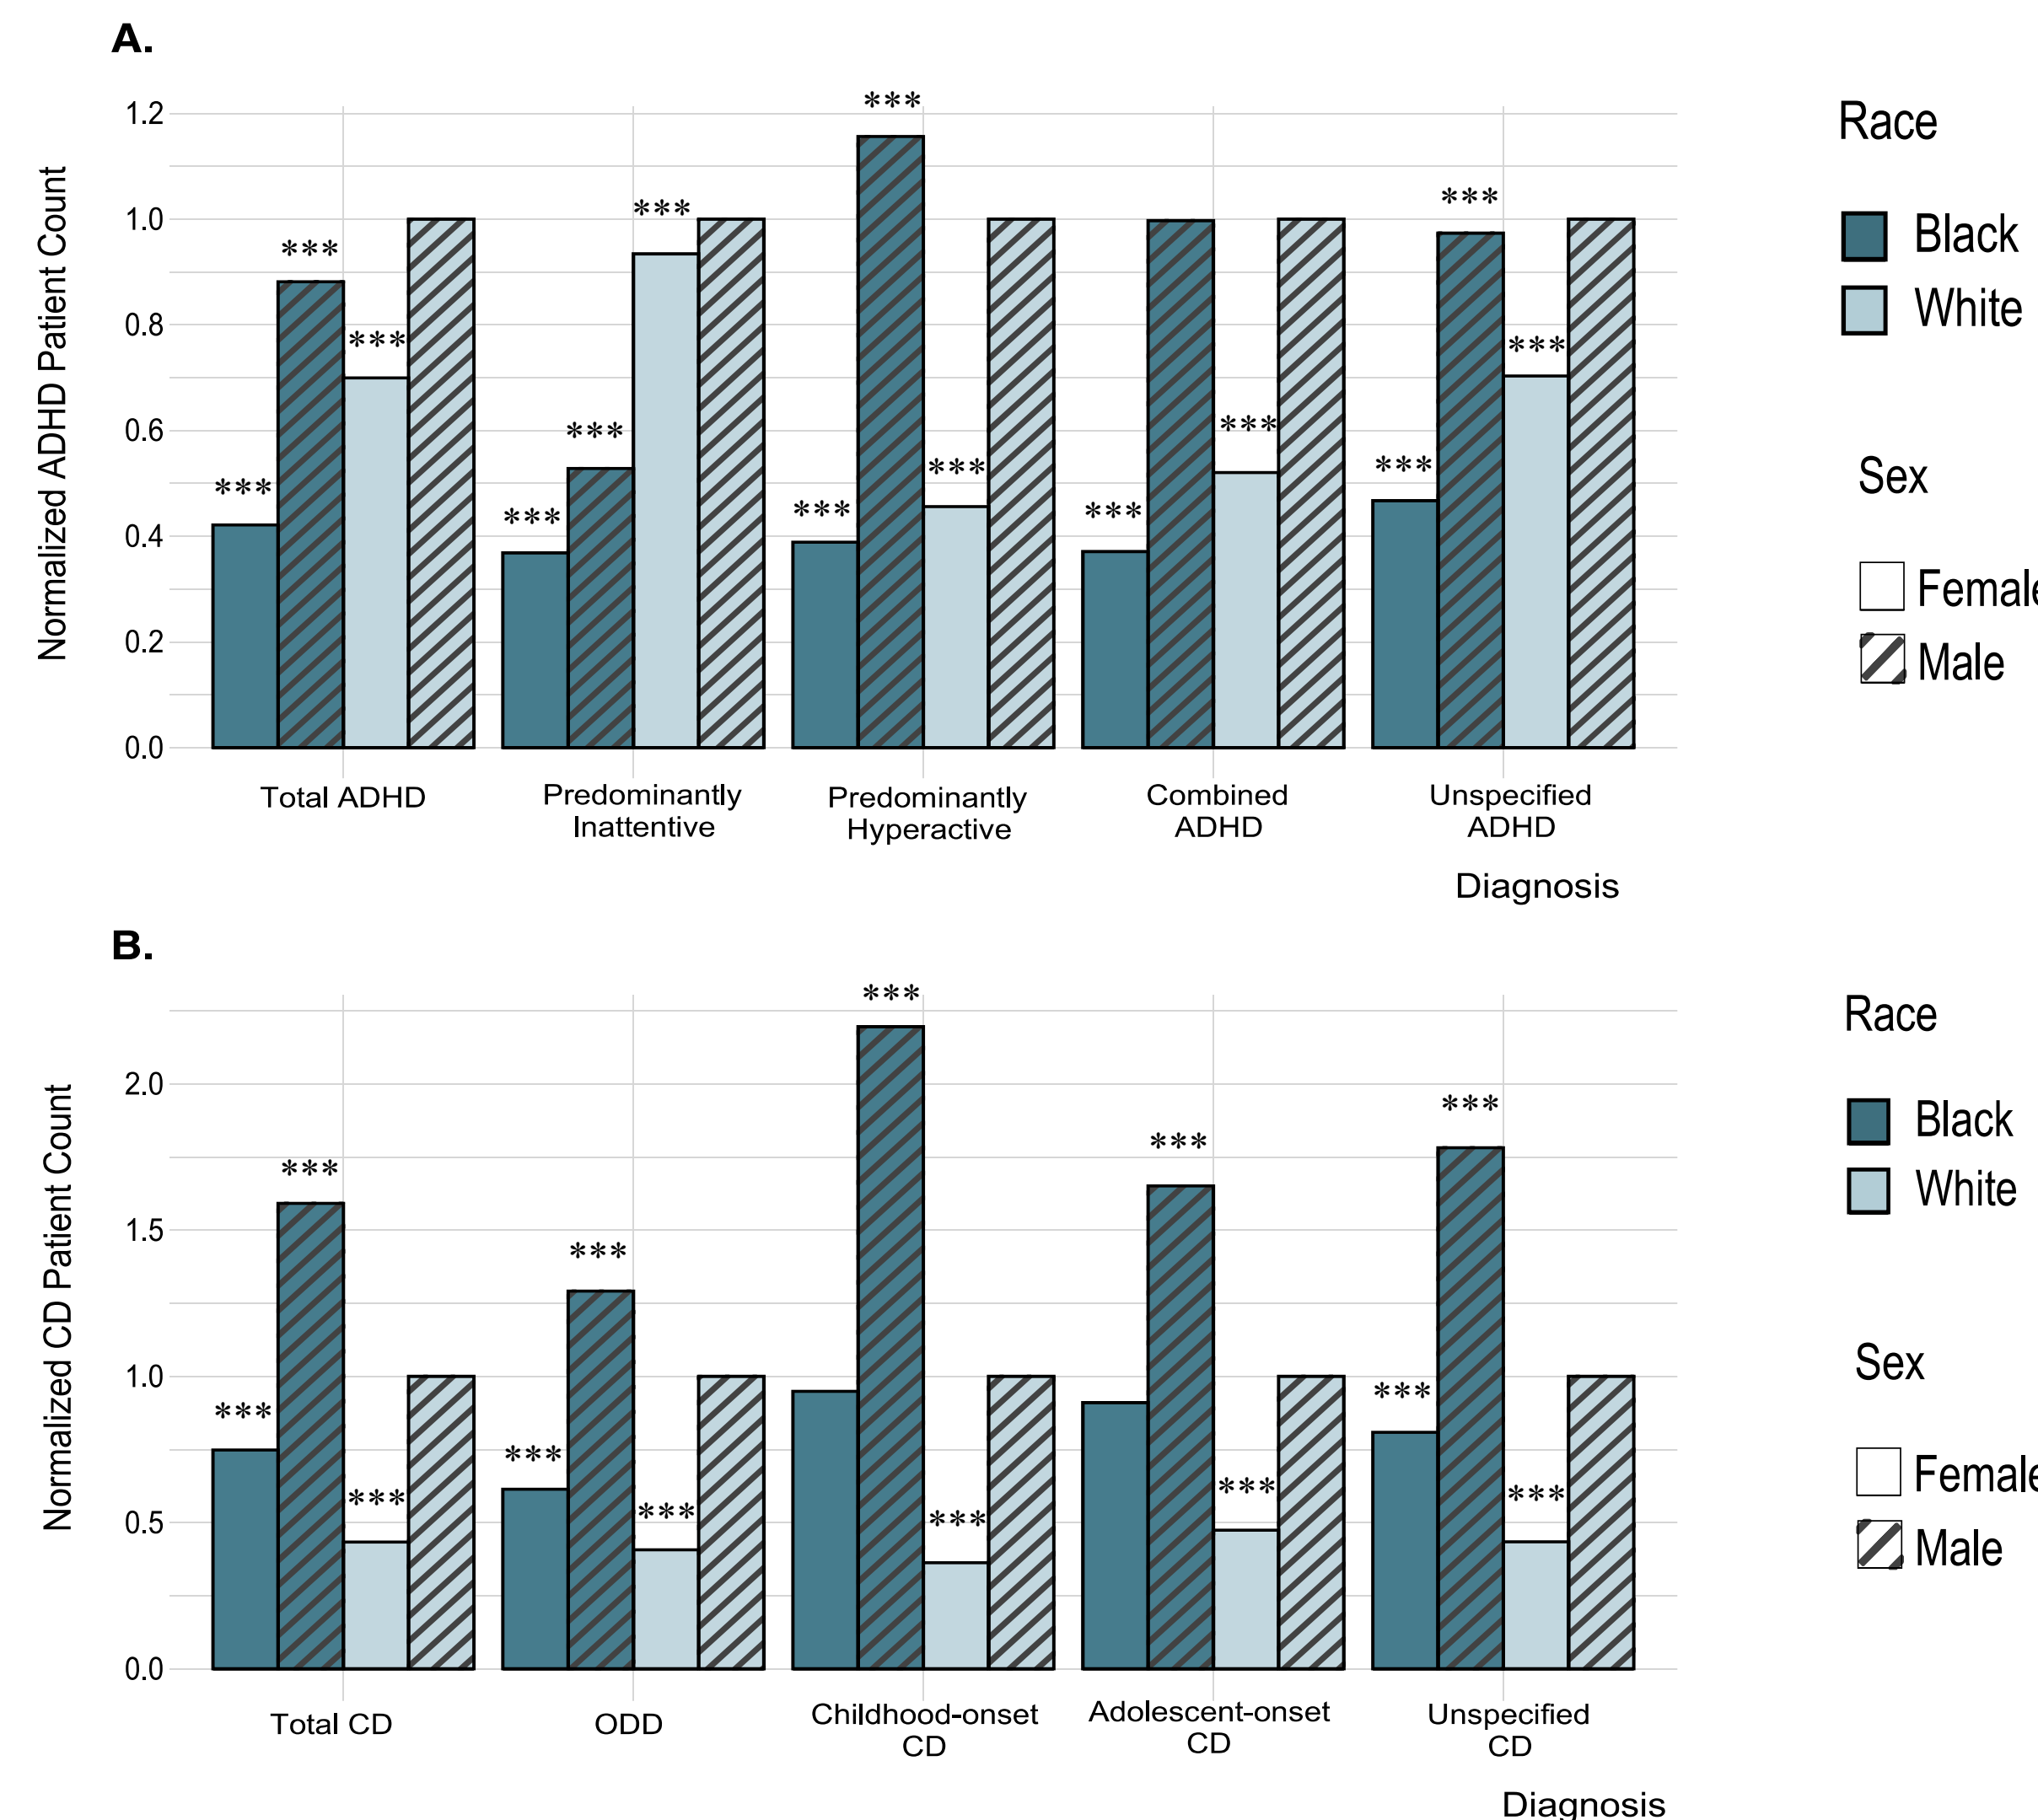 A.
Normalized ADHD Patient Count
1.2
1.0
0.8
0.6
0.4
0.2
0.0
***
***
***
***
***
***
***
***
***
***
***
***
***
***
Total ADHD
Predominantly
Inattentive
Predominantly
Hyperactive
Combined
ADHD
Unspecified
ADHD
Diagnosis
Race
Black
White
Sex
Female
Male
B.
Normalized CD Patient Count
2.0
1.5
1.0
0.5
0.0
***
***
***
***
***
***
***
***
***
***
***
***
***
Total CD
ODD
Childhood-onset
CD
Adolescent-onset
CD
Unspecified
CD
Diagnosis
Race
Black
White
Sex
Female
Male